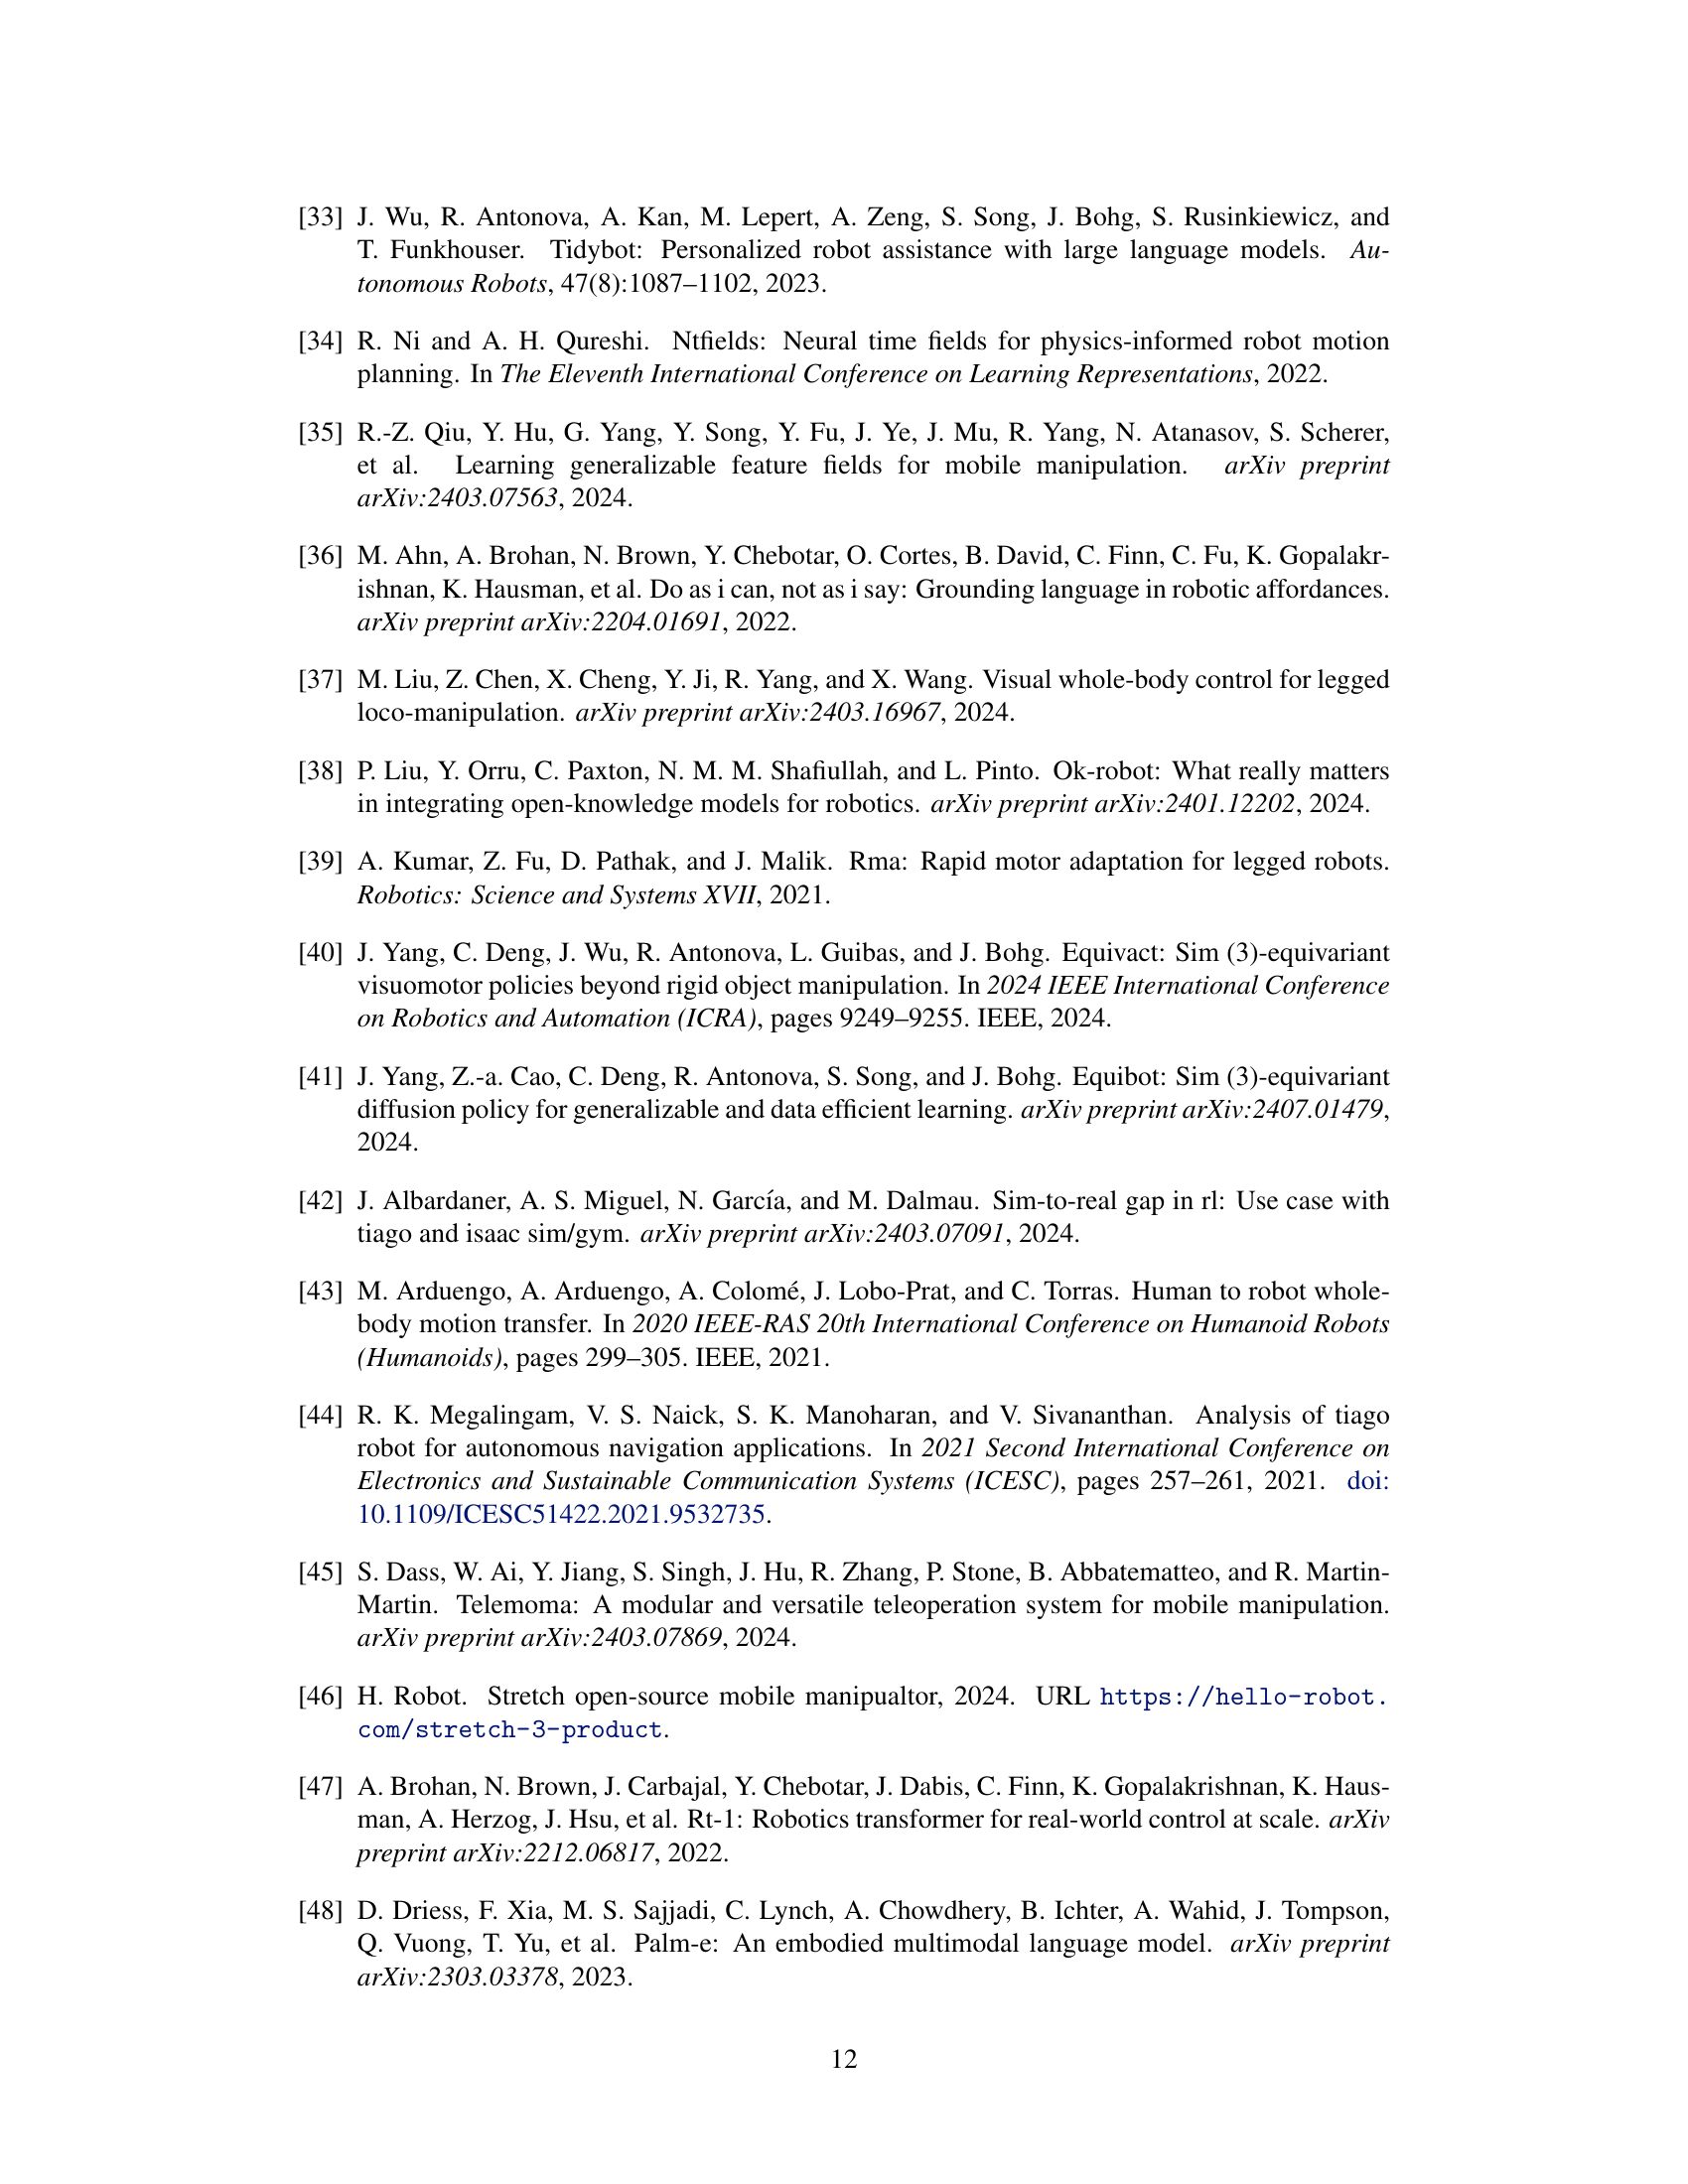 [33] J. Wu, R. Antonova, A. Kan, M. Lepert, A. Zeng, S. Song, J. Bohg, S. Rusinkiewicz, and
T. Funkhouser. Tidybot: Personalized robot assistance with large language models. Au-
tonomous Robots, 47(8):1087–1102, 2023.
[34] R. Ni and A. H. Qureshi. Ntfields: Neural time fields for physics-informed robot motion
planning. In The Eleventh International Conference on Learning Representations, 2022.
[35] R.-Z. Qiu, Y. Hu, G. Yang, Y. Song, Y. Fu, J. Ye, J. Mu, R. Yang, N. Atanasov, S. Scherer,
et al. Learning generalizable feature fields for mobile manipulation. arXiv preprint
arXiv:2403.07563, 2024.
[36] M. Ahn, A. Brohan, N. Brown, Y. Chebotar, O. Cortes, B. David, C. Finn, C. Fu, K. Gopalakr-
ishnan, K. Hausman, et al. Do as i can, not as i say: Grounding language in robotic affordances.
arXiv preprint arXiv:2204.01691, 2022.
[37] M. Liu, Z. Chen, X. Cheng, Y. Ji, R. Yang, and X. Wang. Visual whole-body control for legged
loco-manipulation. arXiv preprint arXiv:2403.16967, 2024.
[38] P. Liu, Y. Orru, C. Paxton, N. M. M. Shafiullah, and L. Pinto. Ok-robot: What really matters
in integrating open-knowledge models for robotics. arXiv preprint arXiv:2401.12202, 2024.
[39] A. Kumar, Z. Fu, D. Pathak, and J. Malik. Rma: Rapid motor adaptation for legged robots.
Robotics: Science and Systems XVII, 2021.
[40] J. Yang, C. Deng, J. Wu, R. Antonova, L. Guibas, and J. Bohg. Equivact: Sim (3)-equivariant
visuomotor policies beyond rigid object manipulation. In 2024 IEEE International Conference
on Robotics and Automation (ICRA), pages 9249–9255. IEEE, 2024.
[41] J. Yang, Z.-a. Cao, C. Deng, R. Antonova, S. Song, and J. Bohg. Equibot: Sim (3)-equivariant
diffusion policy for generalizable and data efficient learning. arXiv preprint arXiv:2407.01479,
2024.
[42] J. Albardaner, A. S. Miguel, N. García, and M. Dalmau. Sim-to-real gap in rl: Use case with
tiago and isaac sim/gym. arXiv preprint arXiv:2403.07091, 2024.
[43] M. Arduengo, A. Arduengo, A. Colomé, J. Lobo-Prat, and C. Torras. Human to robot whole-
body motion transfer. In 2020 IEEE-RAS 20th International Conference on Humanoid Robots
(Humanoids), pages 299–305. IEEE, 2021.
[44] R. K. Megalingam, V. S. Naick, S. K. Manoharan, and V. Sivananthan. Analysis of tiago
robot for autonomous navigation applications. In 2021 Second International Conference on
Electronics and Sustainable Communication Systems (ICESC), pages 257–261, 2021. doi:
10.1109/ICESC51422.2021.9532735.
[45] S. Dass, W. Ai, Y. Jiang, S. Singh, J. Hu, R. Zhang, P. Stone, B. Abbatematteo, and R. Martin-
Martin. Telemoma: A modular and versatile teleoperation system for mobile manipulation.
arXiv preprint arXiv:2403.07869, 2024.
[46] H. Robot. Stretch open-source mobile manipualtor, 2024. URL https://hello-robot.
com/stretch-3-product.
[47] A. Brohan, N. Brown, J. Carbajal, Y. Chebotar, J. Dabis, C. Finn, K. Gopalakrishnan, K. Haus-
man, A. Herzog, J. Hsu, et al. Rt-1: Robotics transformer for real-world control at scale. arXiv
preprint arXiv:2212.06817, 2022.
[48] D. Driess, F. Xia, M. S. Sajjadi, C. Lynch, A. Chowdhery, B. Ichter, A. Wahid, J. Tompson,
Q. Vuong, T. Yu, et al. Palm-e: An embodied multimodal language model. arXiv preprint
arXiv:2303.03378, 2023.
12